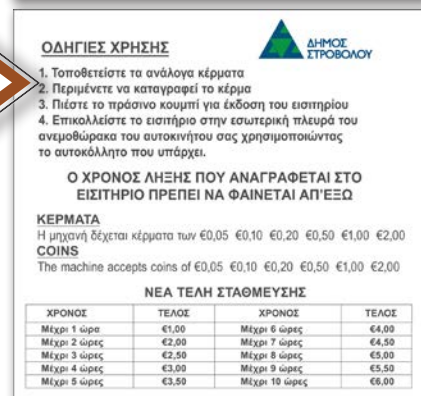 ΔΗΜΟΣ
ΣΤΡΟΒΟΛΟΥ
ΟΔΗΓΙΕΣ ΧΡΗΣΗΣ
1. Τοποθετείστε τα ανάλογα κέρματα
2. Περιμένετε να καταγραφεί το κέρμα
3. Πιέστε το πράσινο κουμπί για έκδοση του εισιτηρίου
4. Επικολλείστε το εισιτήριο στην εσωτερική πλευρά του
ανεμοθώρακα του αυτοκινήτου σας χρησιμοποιώντας
το αυτοκόλλητο που υπάρχει.
Ο ΧΡΟΝΟΣ ΛΗΞΗΣ ΠΟΥ ΑΝΑΓΡΑΦΕΤΑΙ ΣΤΟ
ΕΙΣΙΤΗΡΙΟ ΠΡΕΠΕΙ ΝΑ ΦΑΙΝΕΤΑΙ ΑΠ'ΕΞΩ
ΚΕΡΜΑΤΑ
Η μηχανή δέχεται κέρματα των €0,05 €0,10 €0,20 €0,50 €1,00 €2,00
COINS
The machine accepts coins of €0,05 €0,10 €0,20 €0,50 €1,00 €2,00
ΝΕΑ ΤΕΛΗ ΣΤΑΘΜΕΥΣΗΣ
ΧΡΟΝΟΣ ΤΕΛΟΣ ΧΡΟΝΟΣ ΤΕΛΟΣ
Μέχρι 1 ώρα €1,00 Μέχρι 6 ώρες €4,00
Μέχρι 2 ώρες €2,00 Μέχρι 7 ώρες €4,50
Μέχρι 3 ώρες €2,50 Μέχρι 8 ώρες €5,00
Μέχρι 4 ώρες €3,00 Μέχρι 9 ώρες €5,50
Μέχρι 5 ώρες €3,50 Μέχρι 10 ώρες €6,00